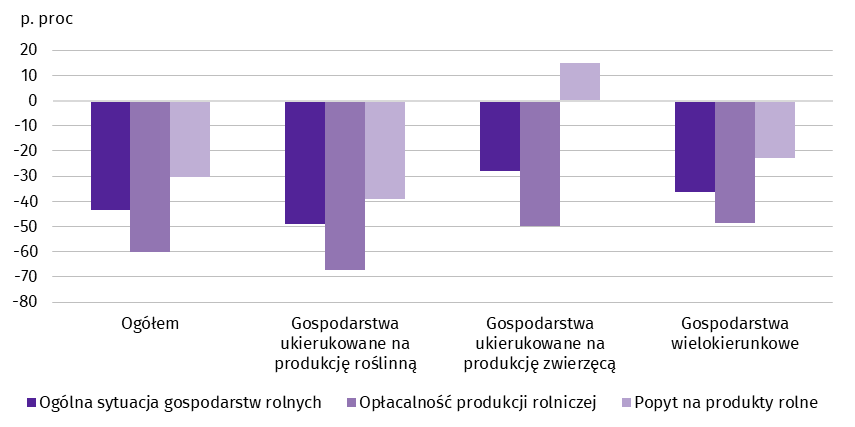 p. proc
20
10
0
-10
-20
-30
-40
-50
-60
-70
-80
Ogółem
Gospodarstwa
ukierukowane na
produkcję roślinną
Gospodarstwa
ukierukowane na
produkcję zwierzęcą
Gospodarstwa
wielokierunkowe
Ogólna sytuacja gospodarstw rolnych
Opłacalność produkcji rolniczej
Popyt na produkty rolne